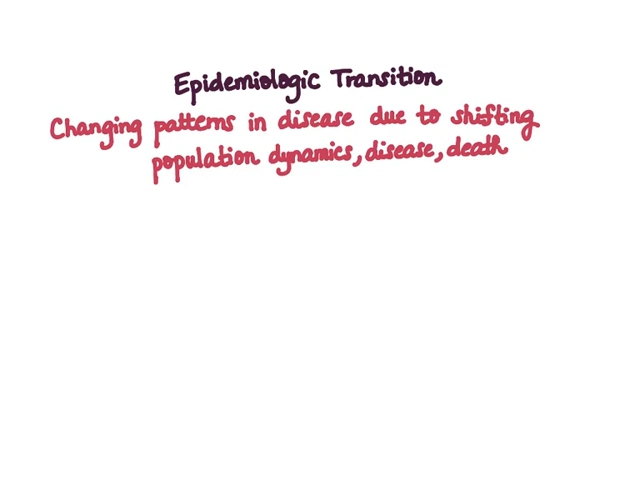 Epidemiologic Transition
Changing patterns in disease due to shifting
population dynamics, disease, death